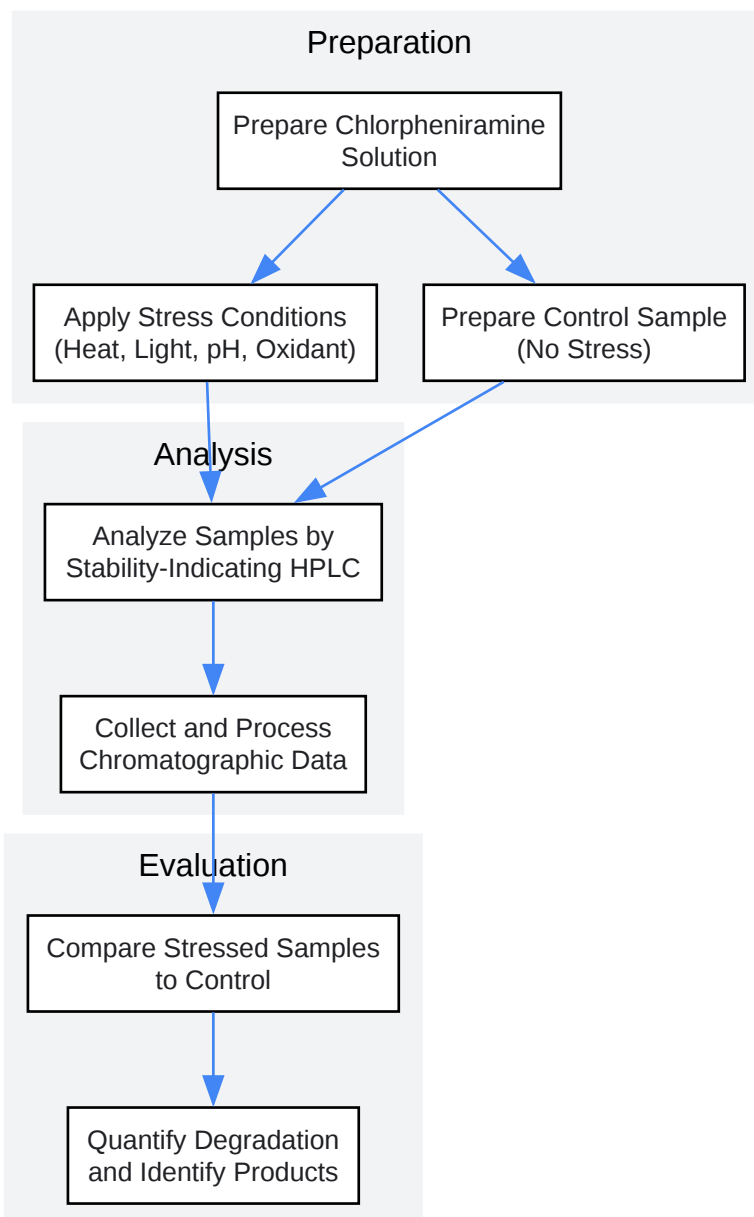 Preparation
Prepare Chlorpheniramine
Solution
Apply Stress Conditions
(Heat, Light, pH, Oxidant)
Prepare Control Sample
(No Stress)
Analysis
Analyze Samples by
Stability-Indicating HPLC
Collect and Process
Chromatographic Data
Evaluation
Compare Stressed Samples
to Control
Quantify Degradation
and Identify Products